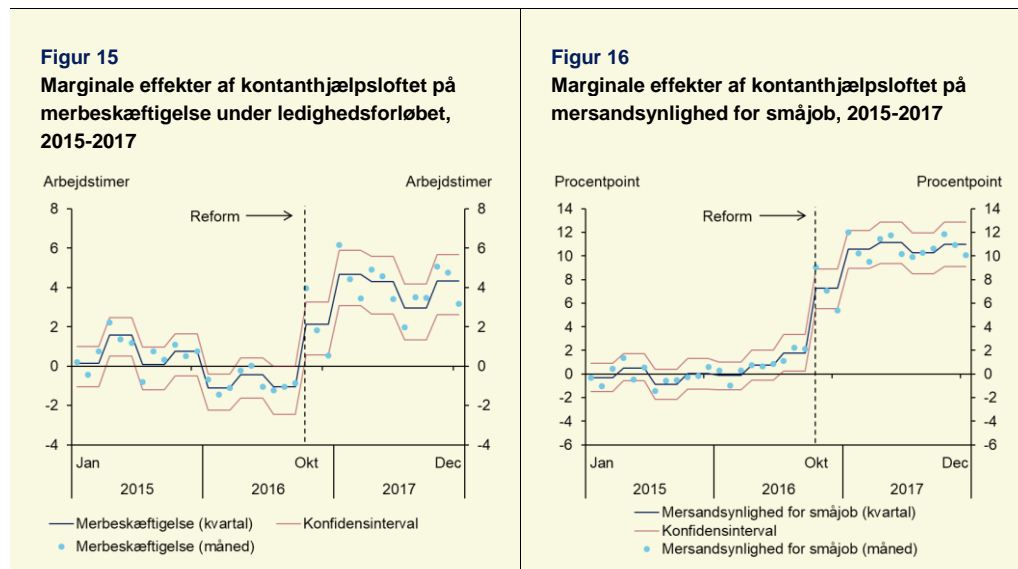 Figur 15
Marginale effekter af kontanthjælpsloftet på
merbeskæftigelse under ledighedsforløbet,
2015-2017
Arbejdstimer Arbejdstimer
Reform
8 8
6 6
4 4
2 2
0 0
-2 -2
-4 -4
Jan Okt Dec
2015 2016 2017
Merbeskæftigelse (kvartal) Konfidensinterval
Merbeskæftigelse (måned)
Figur 16
Marginale effekter af kontanthjælpsloftet på
mersandsynlighed for småjob, 2015-2017
Procentpoint Procentpoint
Reform
14 14
12 12
10 10
8 8
6 6
4 4
2 2
0 0
-2 -2
-4 -4
-6 -6
Jan Okt Dec
2015 2016 2017
Mersandsynlighed for småjob (kvartal)
Konfidensinterval
Mersandsynlighed for småjob (måned)